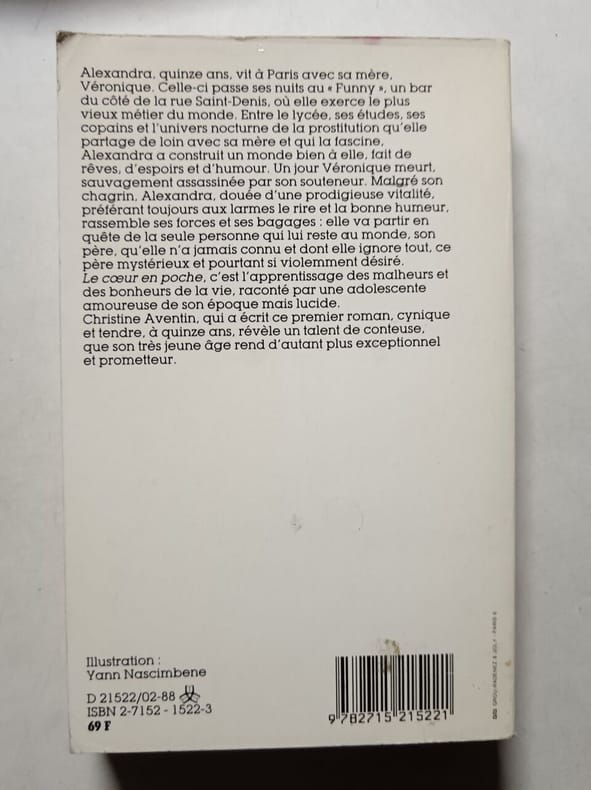 Alexandra, quinze ans, vit à Paris avec sa mère,
Véronique. Celle-ci passe ses nuits au « Funny », un bar
du côté de la rue Saint-Denis, où elle exerce le plus
vieux métier du monde. Entre le lycée, ses études, ses
copains et l'univers nocturne de la prostitution qu'elle
partage de loin avec sa mère et qui la fascine,
Alexandra a construit un monde bien à elle, fait de
rêves, d'espoirs et d'humour. Un jour Véronique meurt,
sauvagement assassinée par son souteneur. Malgré son
chagrin, Alexandra, douée d'une prodigieuse vitalité,
préférant toujours aux larmes le rire et la bonne humeur,
rassemble ses forces et ses bagages : elle va partir en
quête de la seule personne qui lui reste au monde, son
père, qu'elle n'a jamais connu et dont elle ignore tout, ce
père mystérieux et pourtant si violemment désiré.
Le cœur en poche, c'est l'apprentissage des malheurs et
des bonheurs de la vie, raconté par une adolescente
amoureuse de son époque mais lucide.
Christine Aventin, qui a écrit ce premier roman, cynique
et tendre, à quinze ans, révèle un talent de conteuse,
que son très jeune âge rend d'autant plus exceptionnel
et prometteur.
Illustration :
Yann Nascimbene
D 21522/02-88
ISBN 2-7152-1522-3
69 F
9 782715 215221
GROU-RADENEZ & JOLY - PARIS 6